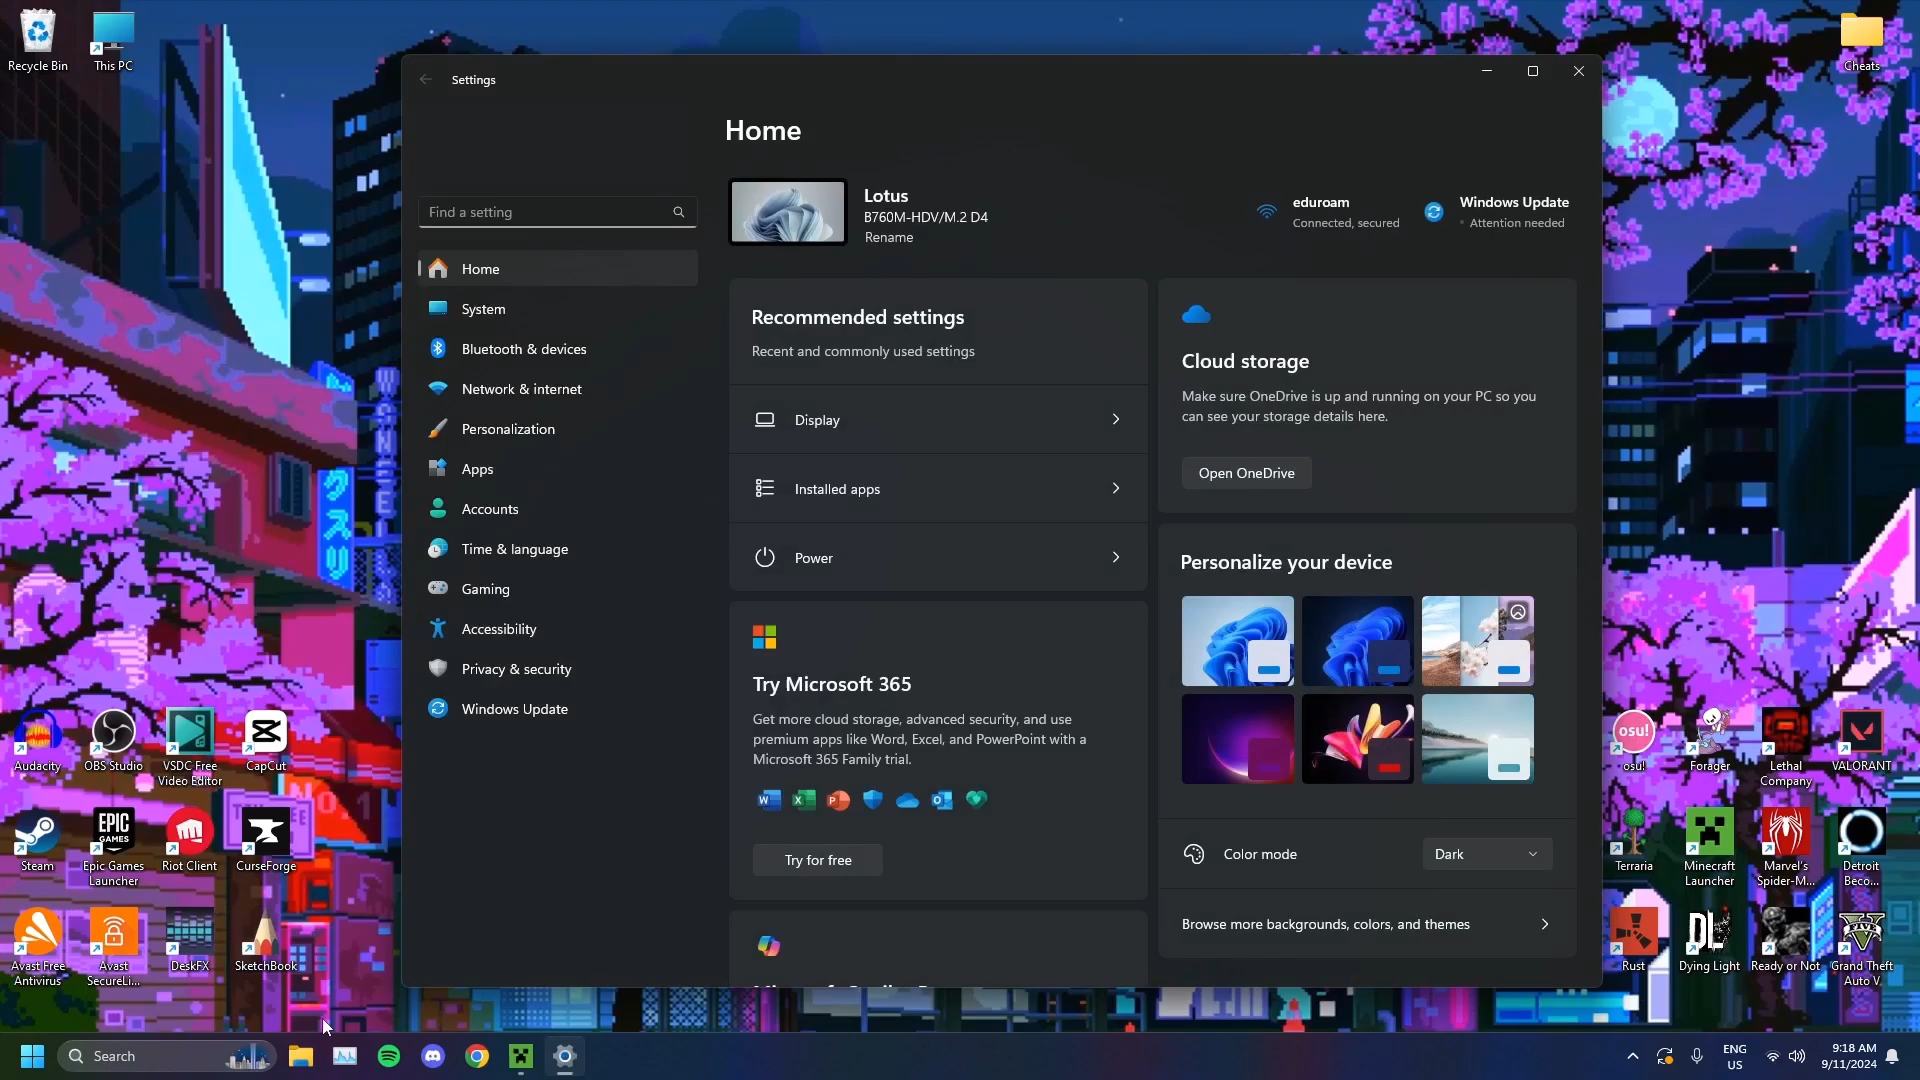 Recycle Bin
This PC
Cheats
Settings
Home
Lotus
B760M-HDV/M.2 D4
Rename
eduroam
Connected, secured
Windows Update
Attention needed
Find a setting
Home
System
Bluetooth & devices
Network & internet
Personalization
Apps
Accounts
Time & language
Gaming
Accessibility
Privacy & security
Windows Update
Recommended settings
Recent and commonly used settings
Display
Installed apps
Power
Try Microsoft 365
Get more cloud storage, advanced security, and use
premium apps like Word, Excel, and PowerPoint with a
Microsoft 365 Family trial.
Try for free
Cloud storage
Make sure OneDrive is up and running on your PC so you
can see your storage details here.
Open OneDrive
Personalize your device
Color mode
Dark
Browse more backgrounds, colors, and themes
クスリ
Audacity
OBS Studio
VSDC Free
Video Editor
CapCut
Steam
EPIC
GAMES
Epic Games
Launcher
Riot Client
CurseForge
Avast Free
Antivirus
Avast
SecureLi...
DeskFX
SketchBook
osu!
osu!
Forager
Lethal
Company
VALORANT
Terraria
Minecraft
Launcher
Marvel's
Spider-M...
Detroit
Beco...
Rust
DL
Dying Light
Ready or Not
Grand Theft
Auto V
Search
ENG
US
9:18 AM
9/11/2024